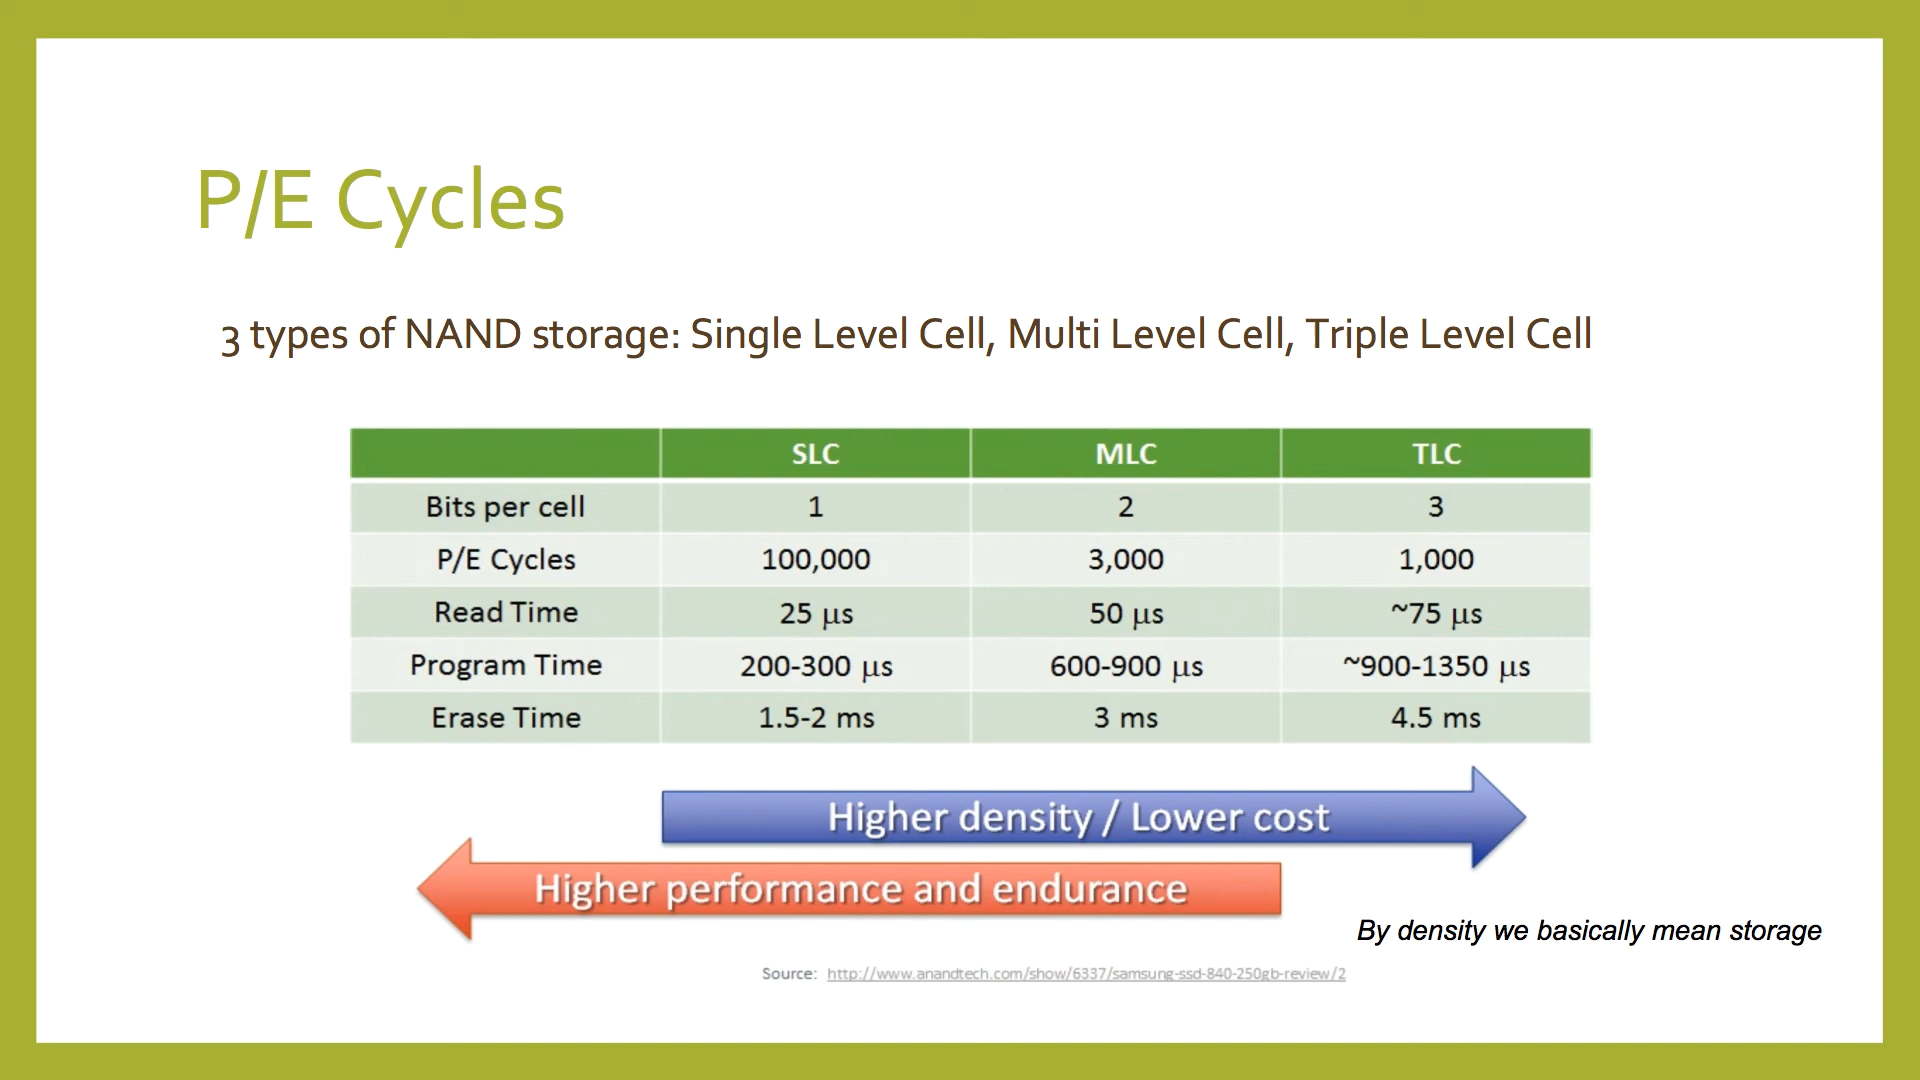 P/E Cycles
3 types of NAND storage: Single Level Cell, Multi Level Cell, Triple Level Cell
SLC MLC TLC
Bits per cell 1 2 3
P/E Cycles 100,000 3,000 1,000
Read Time 25 µs 50 µs ~75 µs
Program Time 200-300 µs 600-900 µs ~900-1350 µs
Erase Time 1.5-2 ms 3 ms 4.5 ms
Higher density / Lower cost
Higher performance and endurance
By density we basically mean storage
Source: http://www.anandtech.com/show/6337/samsung-ssd-840-250gb-review/2